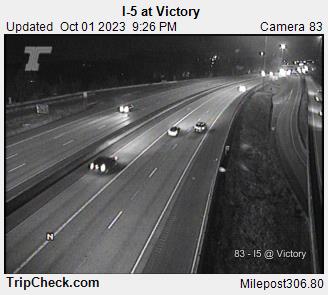 I-5 at Victory
Updated Oct 01 2023 9:26 PM Camera 83
T
N
83 - I5 @ Victory
TripCheck.com Milepost306.80